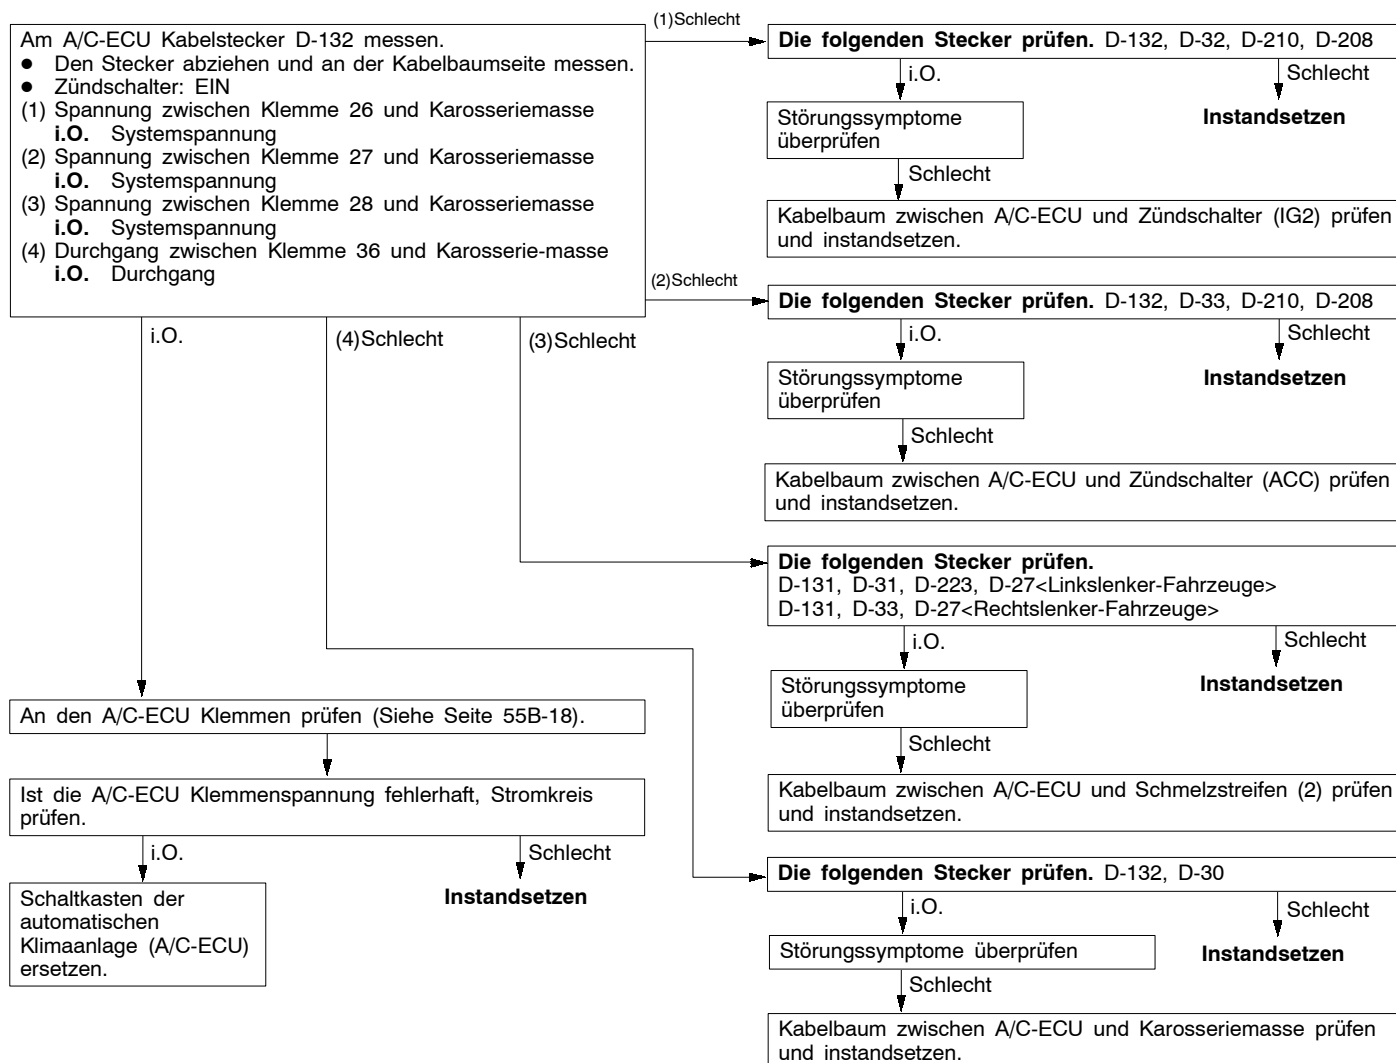 Am A/C-ECU Kabelstecker D-132 messen.
● Den Stecker abziehen und an der Kabelbaumseite messen.
● Zündschalter: EIN
(1) Spannung zwischen Klemme 26 und Karosseriemasse
i.O. Systemspannung
(2) Spannung zwischen Klemme 27 und Karosseriemasse
i.O. Systemspannung
(3) Spannung zwischen Klemme 28 und Karosseriemasse
i.O. Systemspannung
(4) Durchgang zwischen Klemme 36 und Karosserie-masse
i.O. Durchgang
(1)Schlecht
Die folgenden Stecker prüfen. D-132, D-32, D-210, D-208
i.O.
Schlecht
Störungssymptome
überprüfen
Instandsetzen
Schlecht
Kabelbaum zwischen A/C-ECU und Zündschalter (IG2) prüfen
und instandsetzen.
(2)Schlecht
Die folgenden Stecker prüfen. D-132, D-33, D-210, D-208
i.O.
Schlecht
Störungssymptome
überprüfen
Instandsetzen
Schlecht
Kabelbaum zwischen A/C-ECU und Zündschalter (ACC) prüfen
und instandsetzen.
i.O.
(4)Schlecht
(3)Schlecht
Die folgenden Stecker prüfen.
D-131, D-31, D-223, D-27<Linkslenker-Fahrzeuge>
D-131, D-33, D-27<Rechtslenker-Fahrzeuge>
i.O.
Schlecht
Störungssymptome
überprüfen
Instandsetzen
Schlecht
Kabelbaum zwischen A/C-ECU und Schmelzstreifen (2) prüfen
und instandsetzen.
An den A/C-ECU Klemmen prüfen (Siehe Seite 55B-18).
Ist die A/C-ECU Klemmenspannung fehlerhaft, Stromkreis
prüfen.
i.O.
Schlecht
Schaltkasten der
automatischen
Klimaanlage (A/C-ECU)
ersetzen.
Instandsetzen
Die folgenden Stecker prüfen. D-132, D-30
i.O.
Schlecht
Störungssymptome überprüfen
Instandsetzen
Schlecht
Kabelbaum zwischen A/C-ECU und Karosseriemasse prüfen
und instandsetzen.